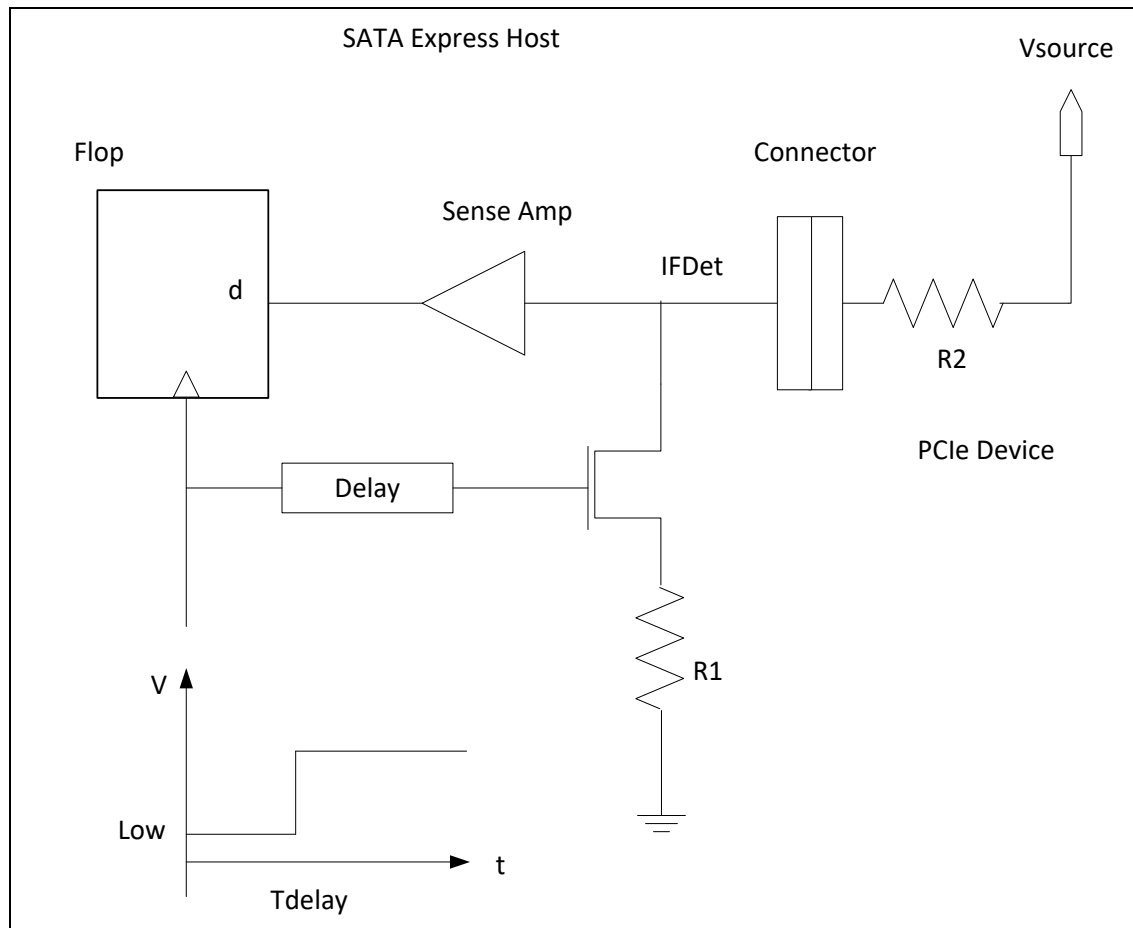 SATA Express Host
Vsource
Flop
Connector
Sense Amp
IFDet
d
R2
PCIe Device
Delay
R1
V
Low
t
Tdelay